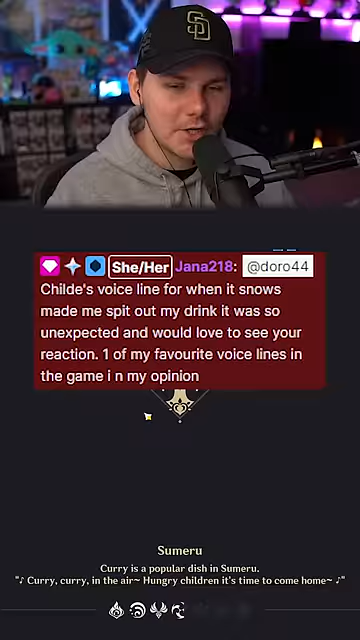 SD
She/Her Jana218: @doro44
Childe's voice line for when it snows
made me spit out my drink it was so
unexpected and would love to see your
reaction. 1 of my favourite voice lines in
the game i n my opinion
Sumeru
Curry is a popular dish in Sumeru.
"♪ Curry, curry, in the air~ Hungry children it's time to come home~ ♪"